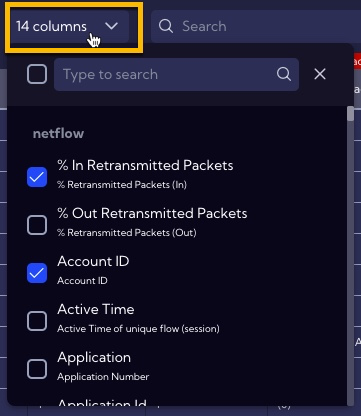 14 columns
Search
Type to search
netflow
% In Retransmitted Packets
% Retransmitted Packets (In)
% Out Retransmitted Packets
% Retransmitted Packets (Out)
Account ID
Account ID
Active Time
Active Time of unique flow (session)
Application
Application Number
Application Id